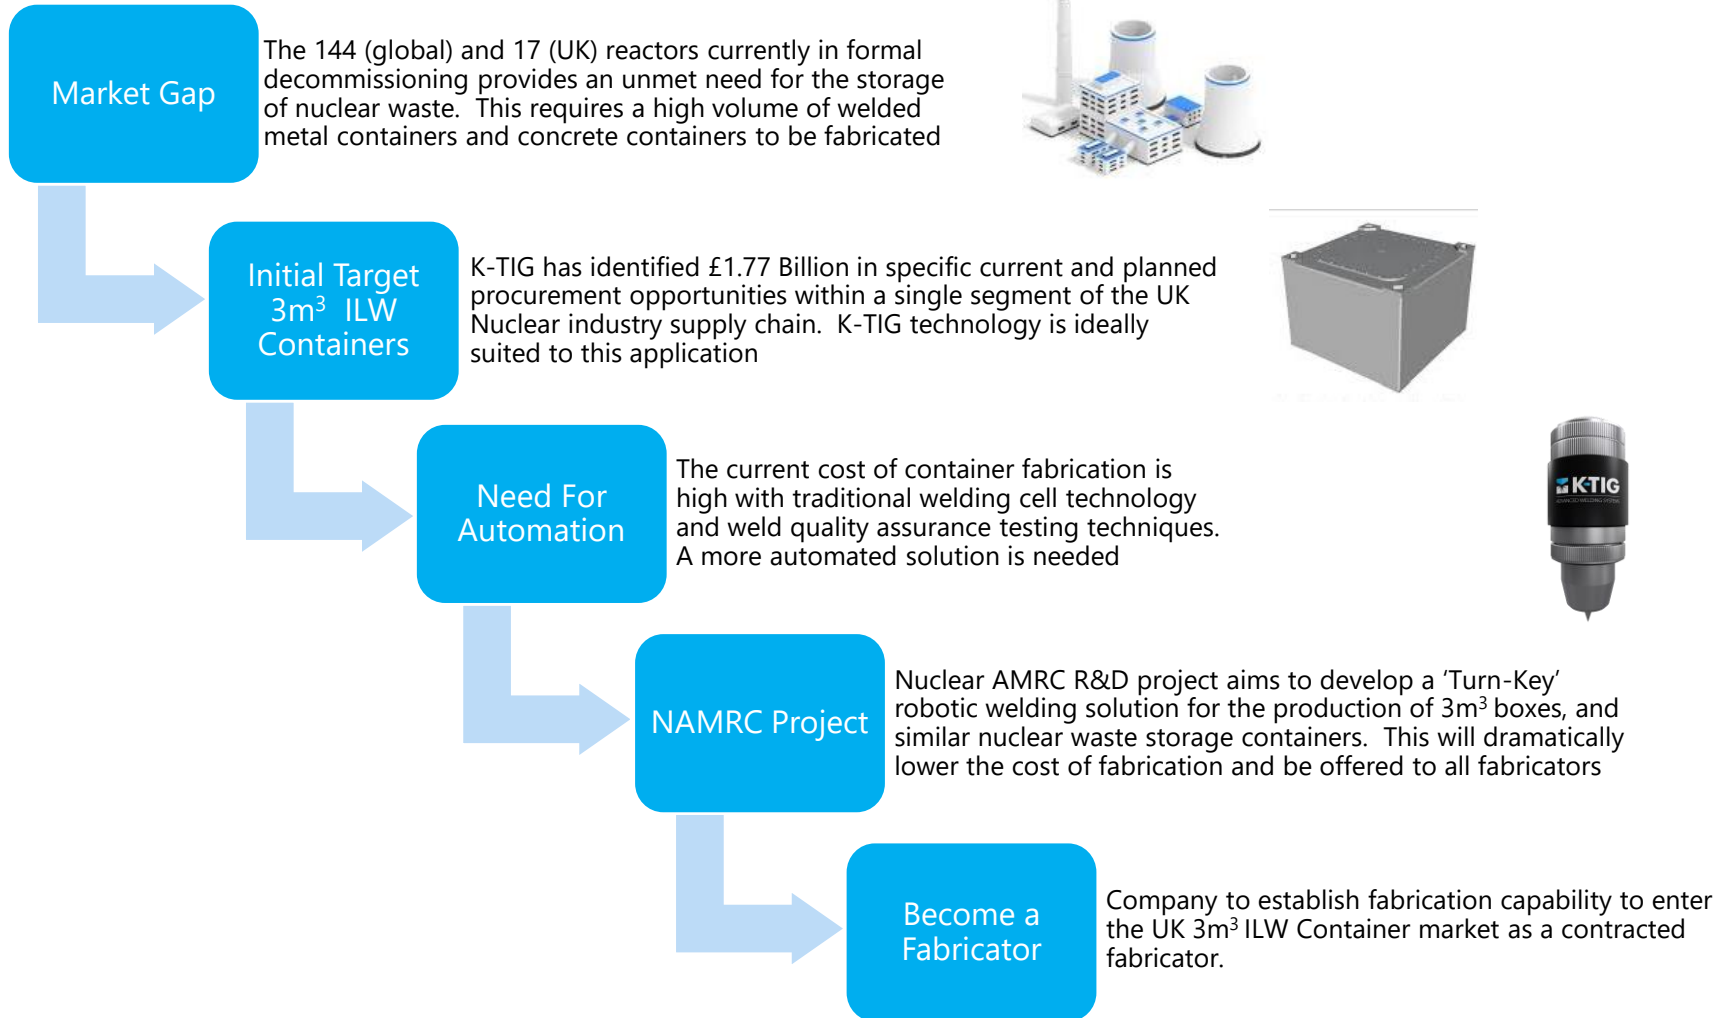 Market Gap
The 144 (global) and 17 (UK) reactors currently in formal
decommissioning provides an unmet need for the storage
of nuclear waste.  This requires a high volume of welded
metal containers and concrete containers to be fabricated
Initial Target
3m³ ILW
Containers
K-TIG has identified £1.77 Billion in specific current and planned
procurement opportunities within a single segment of the UK
Nuclear industry supply chain.  K-TIG technology is ideally
suited to this application
Need For
Automation
The current cost of container fabrication is
high with traditional welding cell technology
and weld quality assurance testing techniques.
A more automated solution is needed
K-TIG
ADVANCED WELDING SYSTEMS
NAMRC Project
Nuclear AMRC R&D project aims to develop a ‘Turn-Key’
robotic welding solution for the production of 3m³ boxes, and
similar nuclear waste storage containers.  This will dramatically
lower the cost of fabrication and be offered to all fabricators
Become a
Fabricator
Company to establish fabrication capability to enter
the UK 3m³ ILW Container market as a contracted
fabricator.